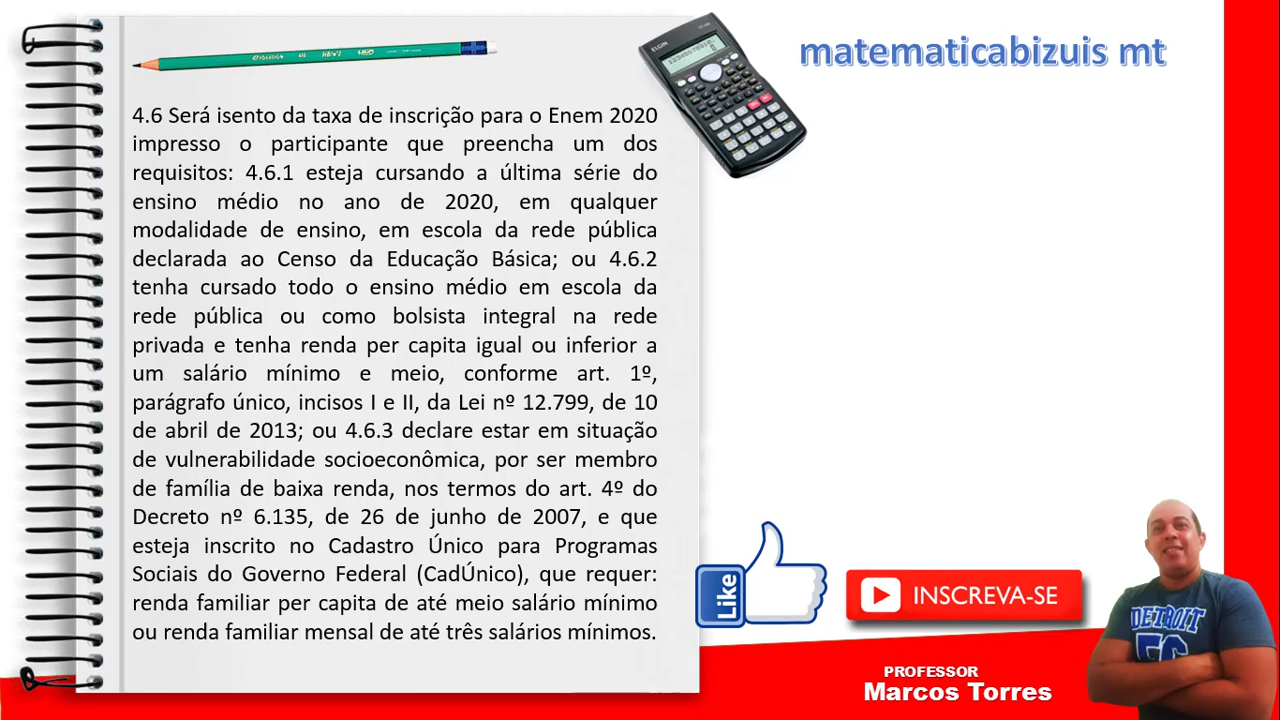 matematicabizuis mt
ELGIN
4.6 Será isento da taxa de inscrição para o Enem 2020
impresso o participante que preencha um dos
requisitos: 4.6.1 esteja cursando a última série do
ensino médio no ano de 2020, em qualquer
modalidade de ensino, em escola da rede pública
declarada ao Censo da Educação Básica; ou 4.6.2
tenha cursado todo o ensino médio em escola da
rede pública ou como bolsista integral na rede
privada e tenha renda per capita igual ou inferior a
um salário mínimo e meio, conforme art. 1º,
parágrafo único, incisos I e II, da Lei nº 12.799, de 10
de abril de 2013; ou 4.6.3 declare estar em situação
de vulnerabilidade socioeconômica, por ser membro
de família de baixa renda, nos termos do art. 4º do
Decreto nº 6.135, de 26 de junho de 2007, e que
esteja inscrito no Cadastro Único para Programas
Sociais do Governo Federal (CadÚnico), que requer:
renda familiar per capita de até meio salário mínimo
ou renda familiar mensal de até três salários mínimos.
Like
INSCREVA-SE
DETROIT
PROFESSOR
Marcos Torres